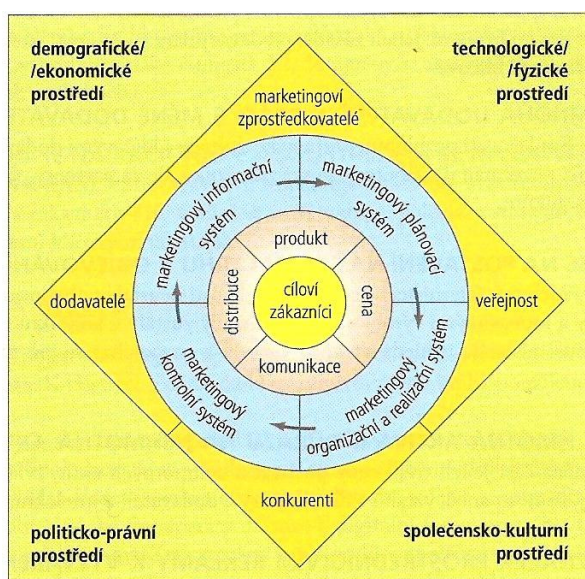 demografické/
/ekonomické
prostředí
technologické/
/fyzické
prostředí
marketingoví
zprostředkovatelé
marketingový informační
systém
marketingový plánovací
systém
produkt
dodavatelé
distribuce
cíloví
zákazníci
cena
veřejnost
komunikace
marketingový
kontrolní systém
marketingový
organizační a realizační systém
konkurenti
politicko-právní
prostředí
společensko-kulturní
prostředí